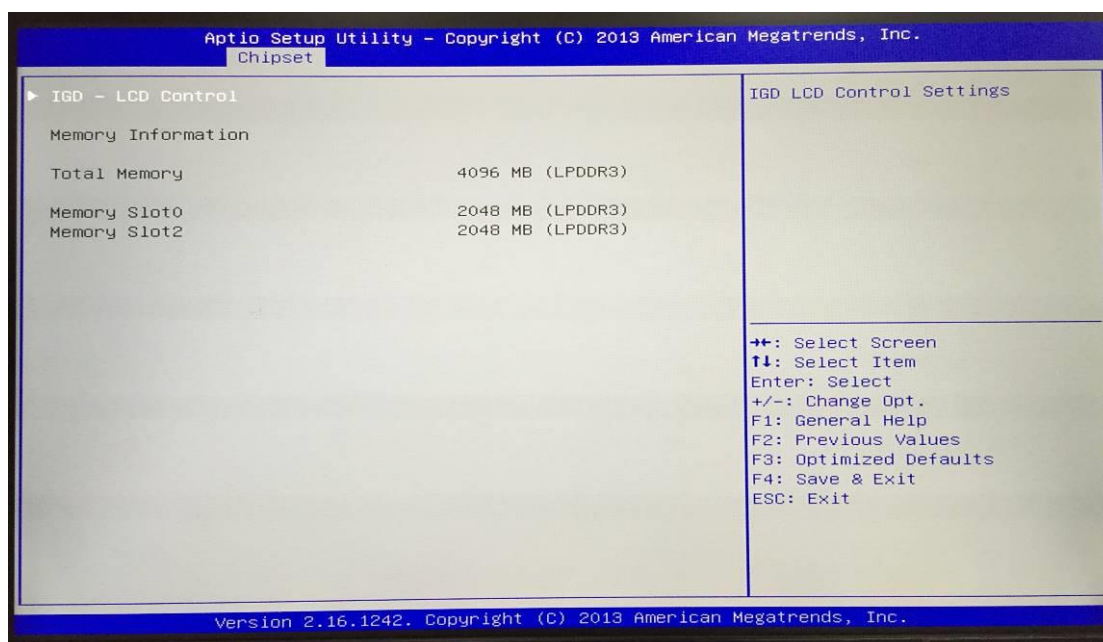 Aptio Setup Utility – Copyright (C) 2013 American Megatrends, Inc.
Chipset
► IGD – LCD Control
Memory Information
Total Memory 4096 MB (LPDDR3)
Memory Slot0 2048 MB (LPDDR3)
Memory Slot2 2048 MB (LPDDR3)
IGD LCD Control Settings
→←: Select Screen
↑↓: Select Item
Enter: Select
+/-: Change Opt.
F1: General Help
F2: Previous Values
F3: Optimized Defaults
F4: Save & Exit
ESC: Exit
Version 2.16.1242. Copyright (C) 2013 American Megatrends, Inc.